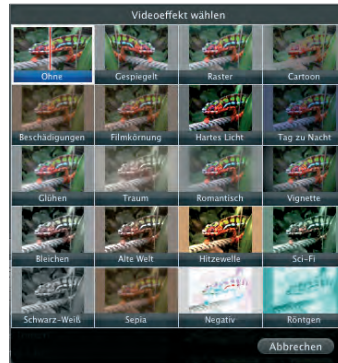 Videoeffekt wählen
Ohne Gespiegelt Raster Cartoon
Beschädigungen Filmkörnung Hartes Licht Tag zu Nacht
Glühen Traum Romantisch Vignette
Bleichen Alte Welt Hitzewelle Sci-Fi
Schwarz-Weiß Sepia Negativ Röntgen
Abbrechen